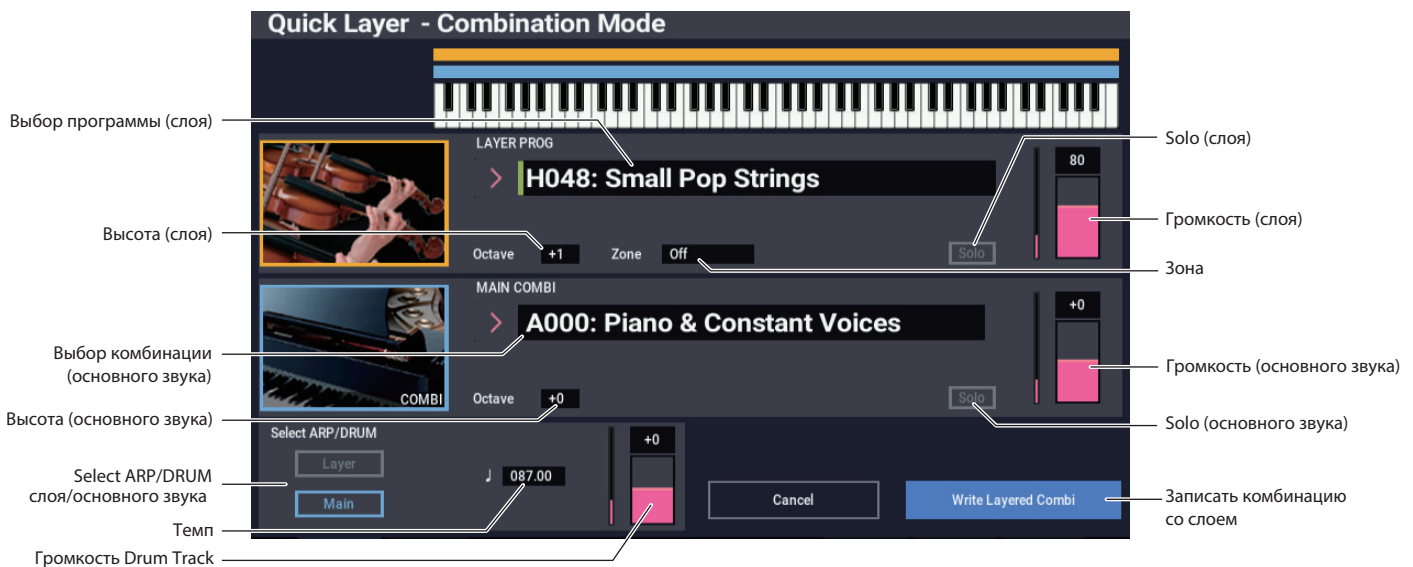 Quick Layer - Combination Mode
Выбор программы (слоя)
LAYER PROG
Solo (слоя)
80
H048: Small Pop Strings
Громкость (слоя)
Высота (слоя)
Octave +1 Zone Off Solo
Зона
MAIN COMBI
+0
A000: Piano & Constant Voices
Выбор комбинации
(основного звука)
Громкость (основного звука)
COMBI
Octave +0 Solo
Высота (основного звука)
Solo (основного звука)
Select ARP/DRUM
+0
Layer
Select ARP/DRUM
слоя/основного звука
♩ 087.00
Main
Cancel
Write Layered Combi
Записать комбинацию
со слоем
Темп
Громкость Drum Track